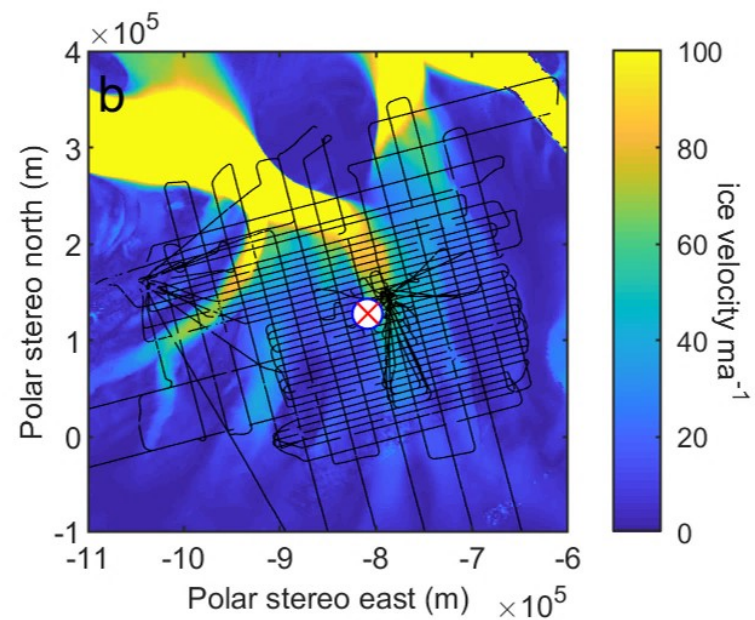 ×10⁵
b
4
3
2
1
0
-1
Polar stereo north (m)
-11 -10 -9 -8 -7 -6
Polar stereo east (m) ×10⁵
100
80
60
40
20
0
ice velocity ma⁻¹